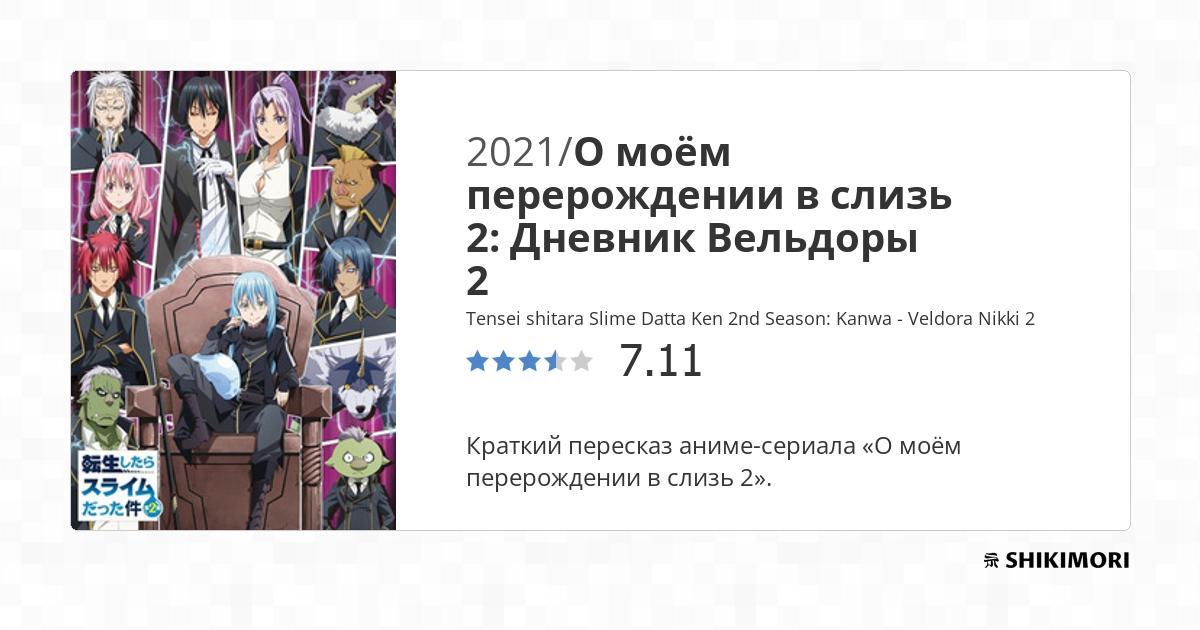 転生したら
スライム
だった件
2021/О моём
перерождении в слизь
2: Дневник Вельдоры
2
Tensei shitara Slime Datta Ken 2nd Season: Kanwa - Veldora Nikki 2
7.11
Краткий пересказ аниме-сериала «О моём
перерождении в слизь 2».
SHIKIMORI